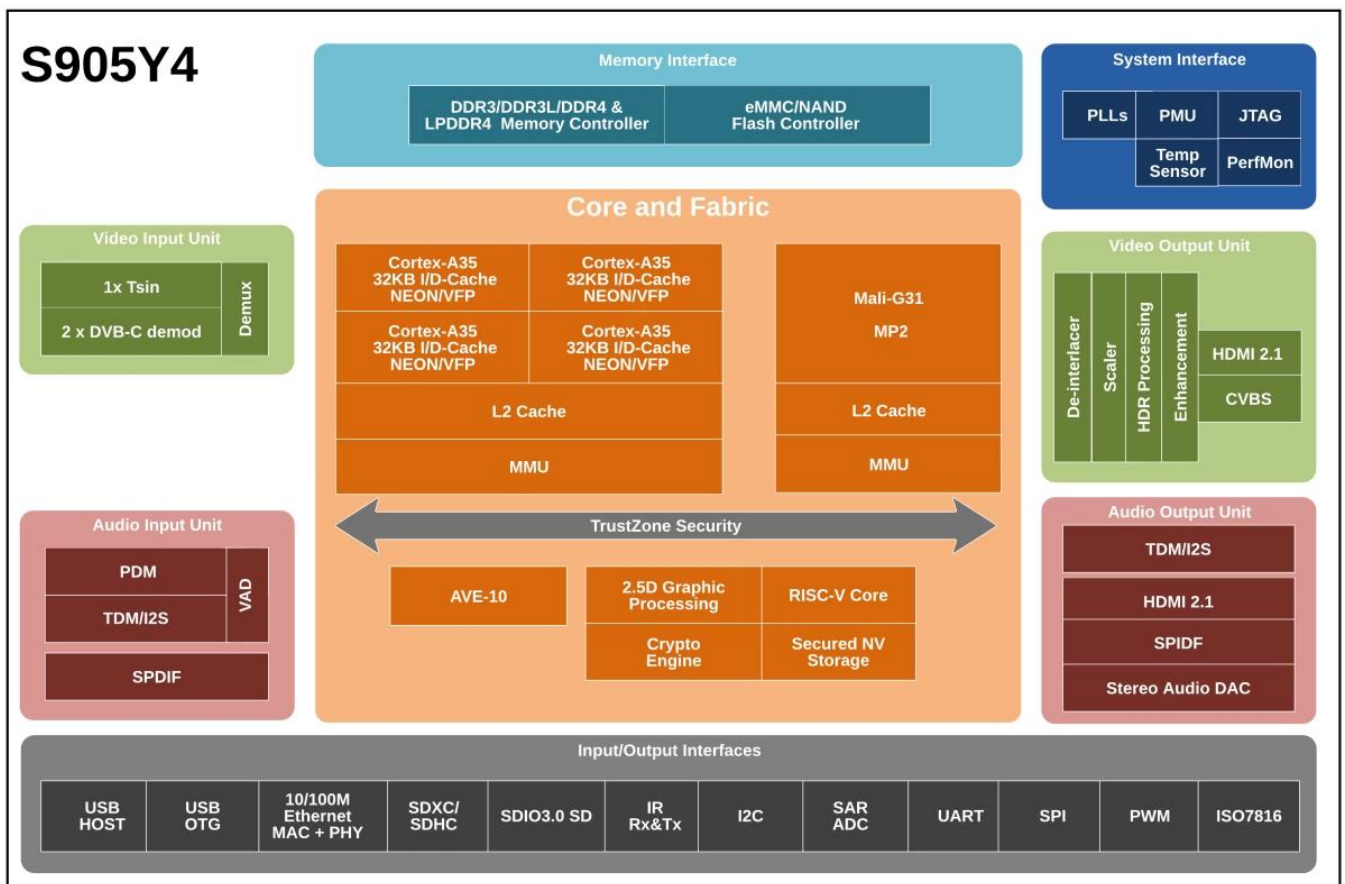 S905Y4
Memory Interface
DDR3/DDR3L/DDR4 &
LPDDR4 Memory Controller
eMMC/NAND
Flash Controller
System Interface
PLLs
PMU
JTAG
Temp
Sensor
PerfMon
Core and Fabric
Cortex-A35
32KB I/D-Cache
NEON/VFP
Cortex-A35
32KB I/D-Cache
NEON/VFP
Cortex-A35
32KB I/D-Cache
NEON/VFP
Cortex-A35
32KB I/D-Cache
NEON/VFP
L2 Cache
MMU
Mali-G31
MP2
L2 Cache
MMU
TrustZone Security
AVE-10
2.5D Graphic
Processing
RISC-V Core
Crypto
Engine
Secured NV
Storage
Video Input Unit
1x Tsin
2 x DVB-C demod
Demux
Video Output Unit
De-interlacer
Scaler
HDR Processing
Enhancement
HDMI 2.1
CVBS
Audio Input Unit
PDM
TDM/I2S
VAD
SPDIF
Audio Output Unit
TDM/I2S
HDMI 2.1
SPIDF
Stereo Audio DAC
Input/Output Interfaces
USB
HOST
USB
OTG
10/100M
Ethernet
MAC + PHY
SDXC/
SDHC
SDIO3.0 SD
IR
Rx&Tx
I2C
SAR
ADC
UART
SPI
PWM
ISO7816